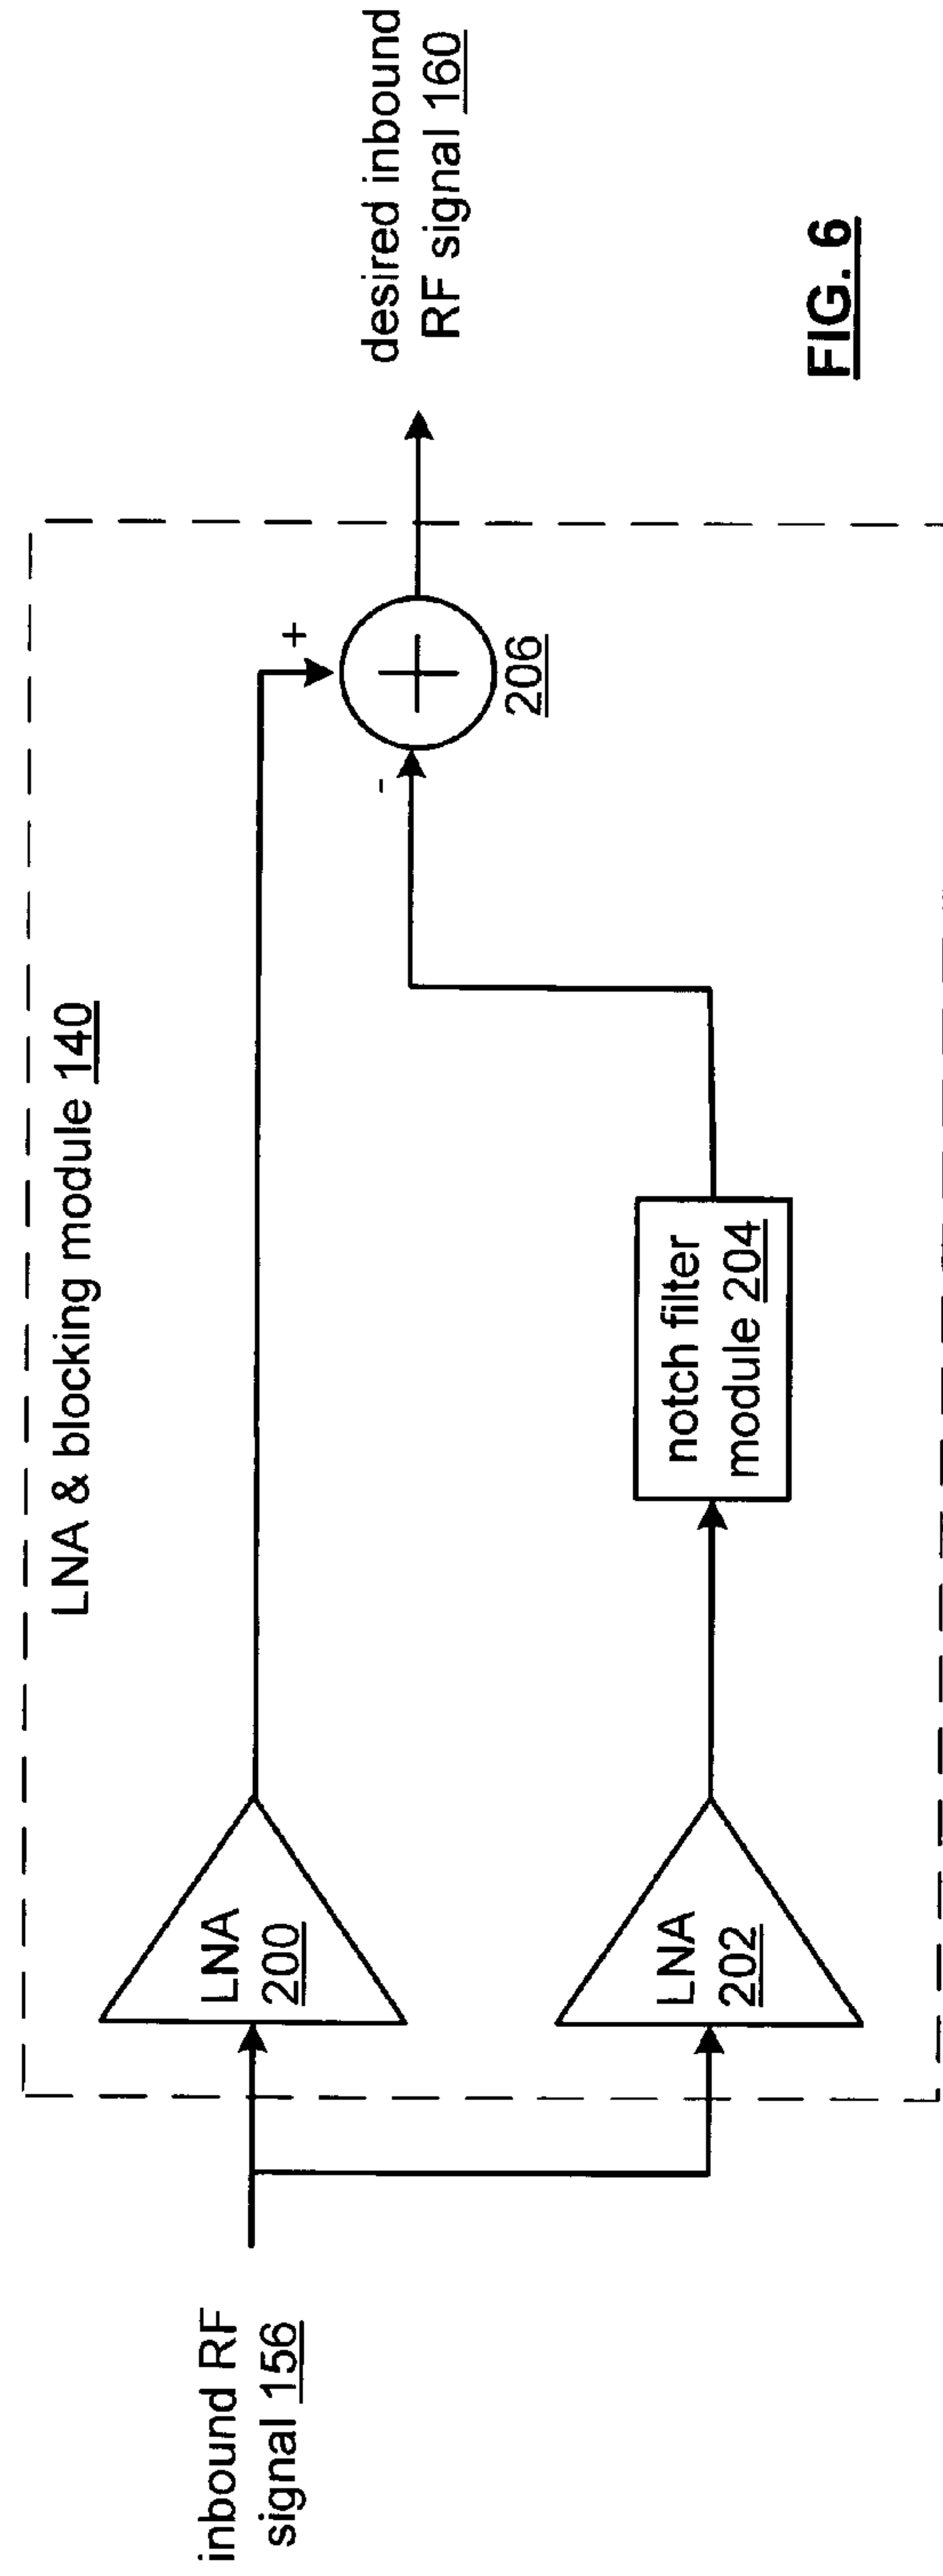 LNA & blocking module 140
inbound RF
signal 156
LNA
200
+
-
206
desired inbound
RF signal 160
LNA
202
notch filter
module 204
FIG. 6